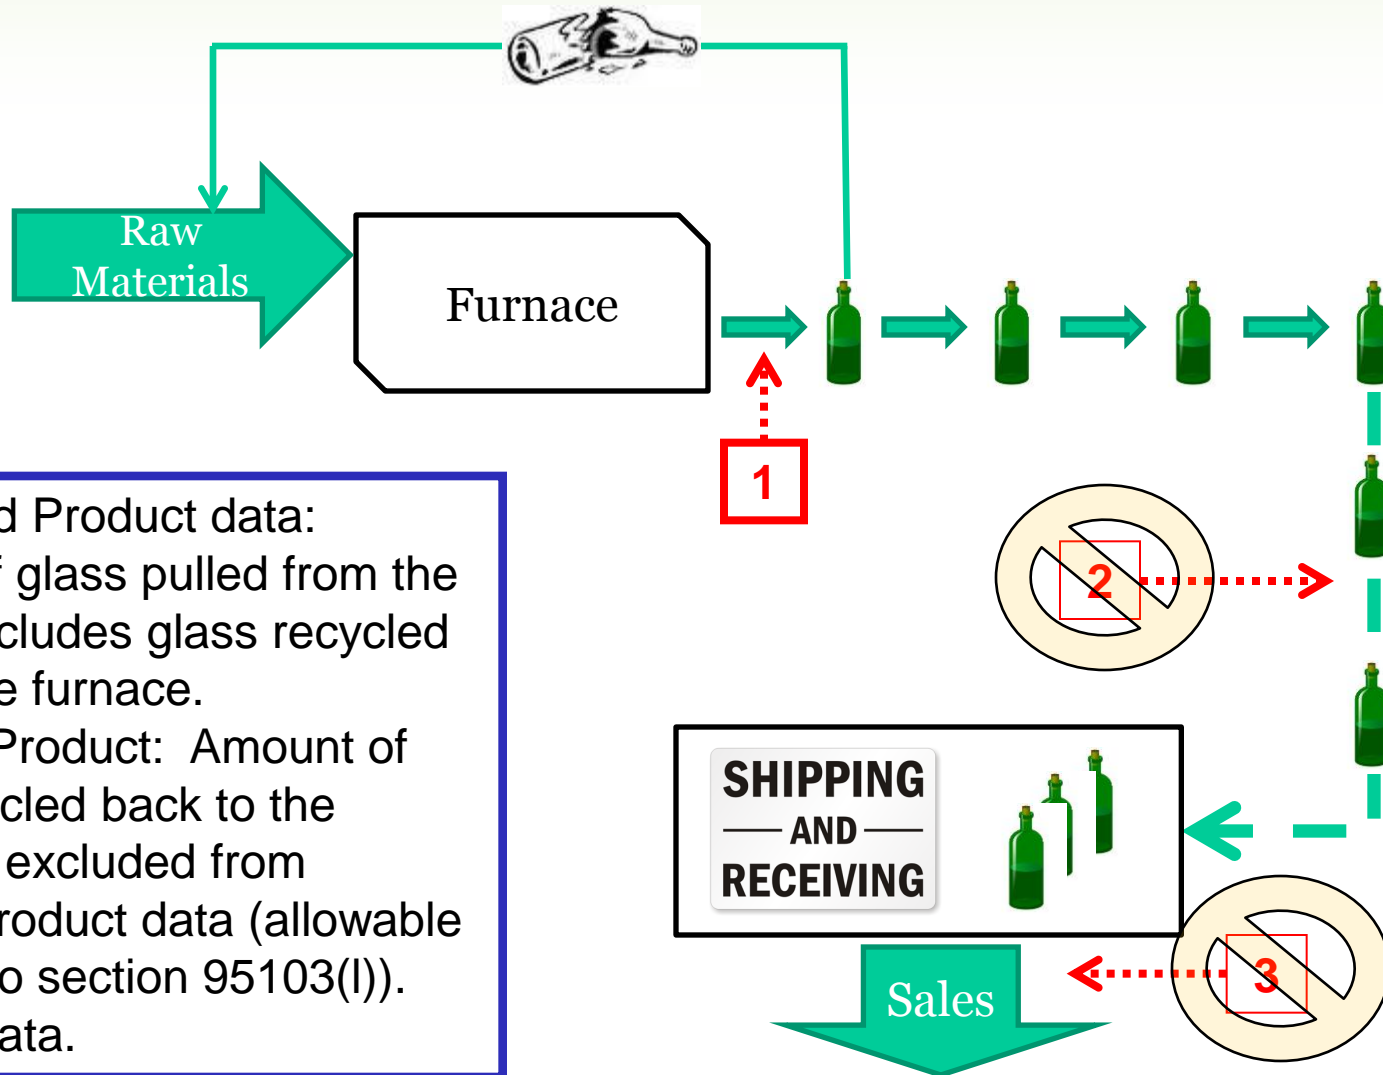 Raw
Materials
Furnace
1
d Product data:
f glass pulled from the
cludes glass recycled
e furnace.
Product: Amount of
cled back to the
excluded from
roduct data (allowable
o section 95103(l)).
ata.
2
SHIPPING
AND
RECEIVING
3
Sales